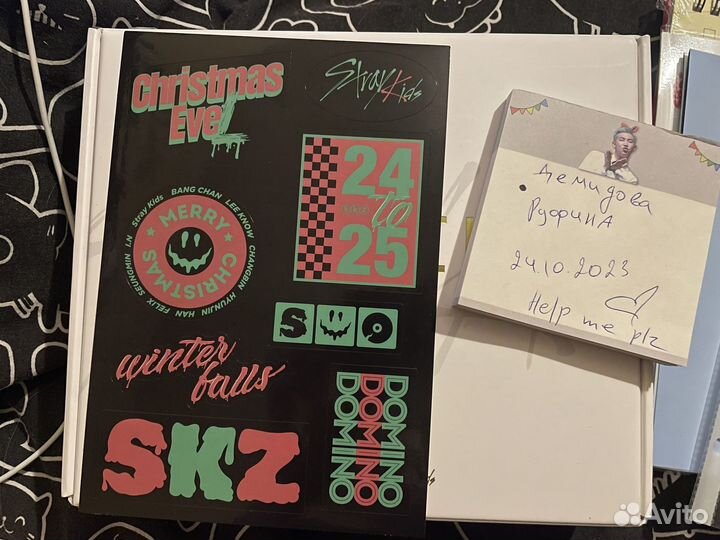 Christmas
EveL
Stray Kids
24
to
25
Stray Kids BANG CHAN LEE KNOW CHANGBIN HYUNJIN HAN FELIX SEUNGMIN I.N
MERRY
CHRISTMAS
winter
falls
SKZ
DOMINO
DOMINO
DOMINO
Демидова
Руфина
24.10.2023
Help me plz
Avito